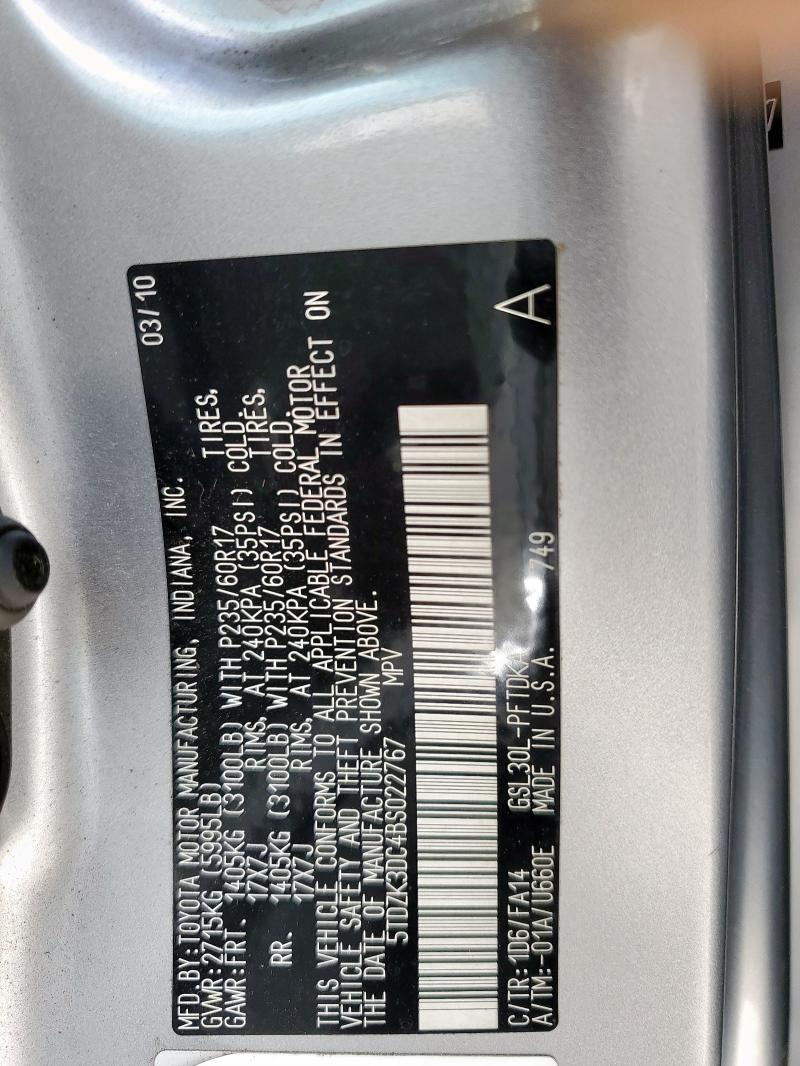 MFD.BY:TOYOTA MOTOR MANUFACTURING, INDIANA, INC. 03/10
GVWR:2715KG (5995LB)
GAWR:FRT. 1405KG (3100LB) WITH P235/60R17 TIRES,
17X7J RIMS, AT 240KPA (35PSI) COLD.
RR. 1405KG (3100LB) WITH P235/60R17 TIRES,
17X7J RIMS, AT 240KPA (35PSI) COLD.
THIS VEHICLE CONFORMS TO ALL APPLICABLE FEDERAL MOTOR
VEHICLE SAFETY AND THEFT PREVENTION STANDARDS IN EFFECT ON
THE DATE OF MANUFACTURE SHOWN ABOVE.
5TDZK3DC4BS022767 MPV
C/TR:1D6/FA14 GSL30L-PFTDKA
A/TM:-01A/U660E MADE IN U.S.A. 749
A